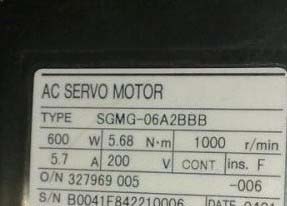 AC SERVO MOTOR
TYPE SGMG-06A2BBB
600 W 5.68 N·m 1000 r/min
5.7 A 200 V CONT ins. F
O/N 327969 005 -006
S/N B0041F842210006 DATE